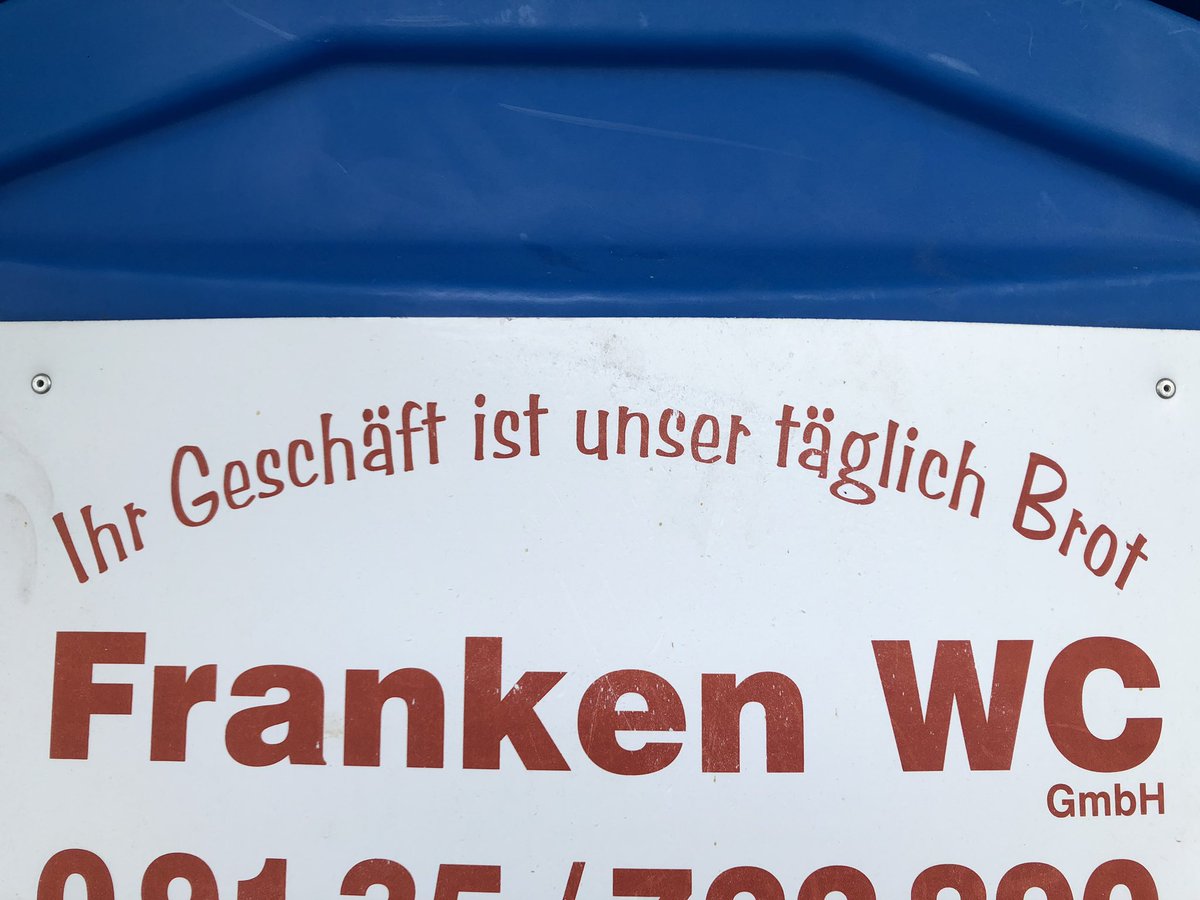 Ihr Geschäft ist unser täglich Brot
Franken WC
GmbH